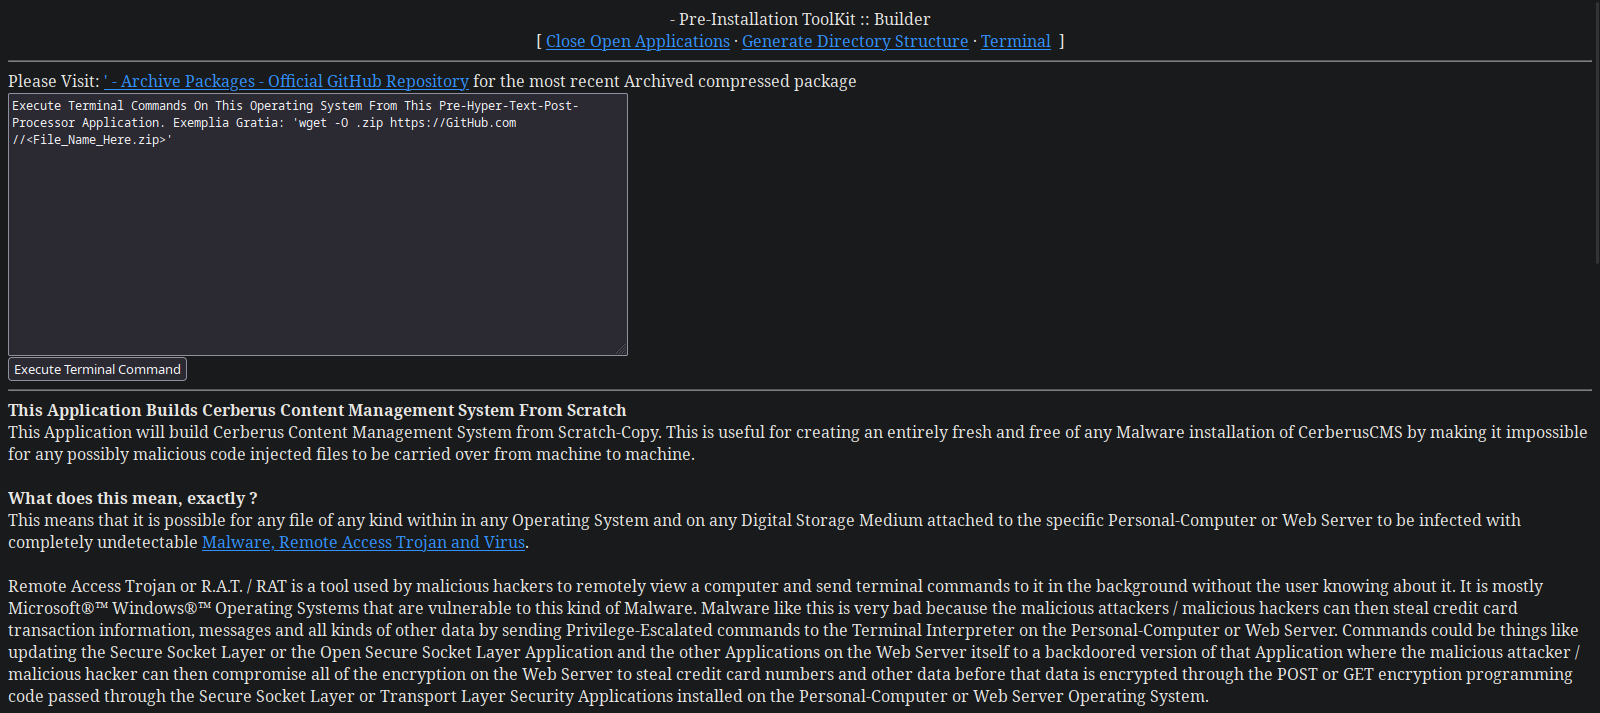 - Pre-Installation ToolKit :: Builder
[ Close Open Applications · Generate Directory Structure · Terminal ]
Please Visit: ' - Archive Packages - Official GitHub Repository for the most recent Archived compressed package
Execute Terminal Commands On This Operating System From This Pre-Hyper-Text-Post-
Processor Application. Exemplia Gratia: 'wget -O .zip https://GitHub.com
//<File_Name_Here.zip>'
Execute Terminal Command
This Application Builds Cerberus Content Management System From Scratch
This Application will build Cerberus Content Management System from Scratch-Copy. This is useful for creating an entirely fresh and free of any Malware installation of CerberusCMS by making it impossible
for any possibly malicious code injected files to be carried over from machine to machine.
What does this mean, exactly ?
This means that it is possible for any file of any kind within in any Operating System and on any Digital Storage Medium attached to the specific Personal-Computer or Web Server to be infected with
completely undetectable Malware, Remote Access Trojan and Virus.
Remote Access Trojan or R.A.T. / RAT is a tool used by malicious hackers to remotely view a computer and send terminal commands to it in the background without the user knowing about it. It is mostly
Microsoft®™ Windows®™ Operating Systems that are vulnerable to this kind of Malware. Malware like this is very bad because the malicious attackers / malicious hackers can then steal credit card
transaction information, messages and all kinds of other data by sending Privilege-Escalated commands to the Terminal Interpreter on the Personal-Computer or Web Server. Commands could be things like
updating the Secure Socket Layer or the Open Secure Socket Layer Application and the other Applications on the Web Server itself to a backdoored version of that Application where the malicious attacker /
malicious hacker can then compromise all of the encryption on the Web Server to steal credit card numbers and other data before that data is encrypted through the POST or GET encryption programming
code passed through the Secure Socket Layer or Transport Layer Security Applications installed on the Personal-Computer or Web Server Operating System.